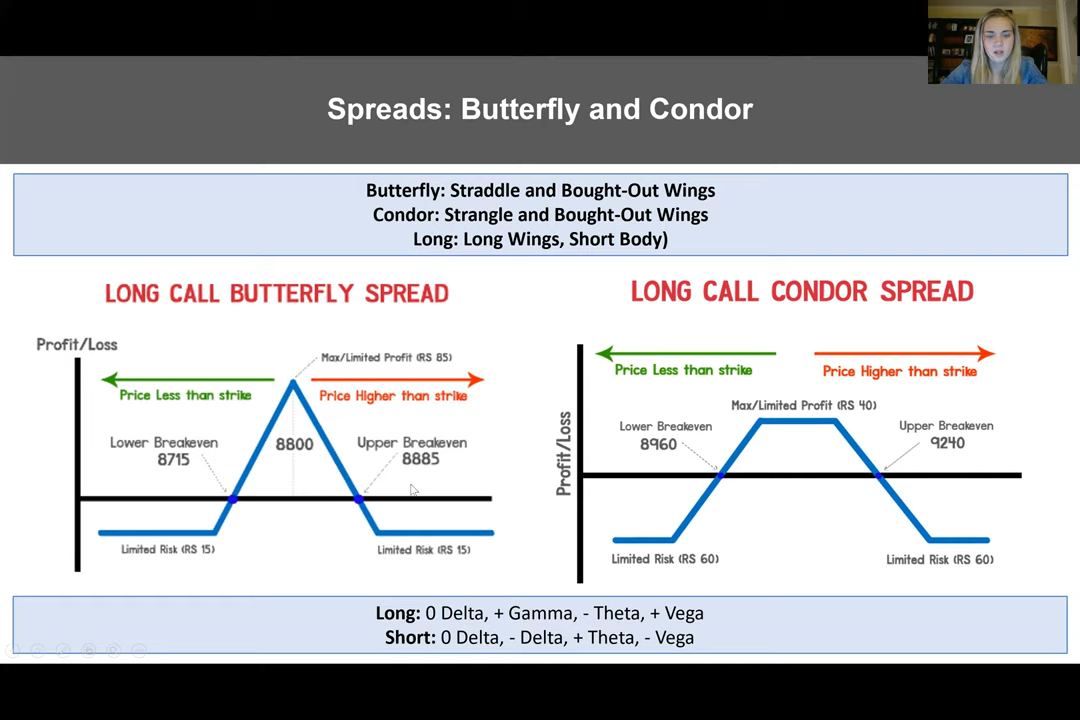 Spreads: Butterfly and Condor
Butterfly: Straddle and Bought-Out Wings
Condor: Strangle and Bought-Out Wings
Long: Long Wings, Short Body)
LONG CALL BUTTERFLY SPREAD
Profit/Loss
Max/Limited Profit (RS 85)
Price Less than strike
Price Higher than strike
Lower Breakeven
8715
8800
Upper Breakeven
8885
Limited Risk (RS 15)
Limited Risk (RS 15)
LONG CALL CONDOR SPREAD
Price Less than strike
Price Higher than strike
Max/Limited Profit (RS 40)
Lower Breakeven
8960
Upper Breakeven
9240
Profit/Loss
Limited Risk (RS 60)
Limited Risk (RS 60)
Long: 0 Delta, + Gamma, - Theta, + Vega
Short: 0 Delta, - Delta, + Theta, - Vega